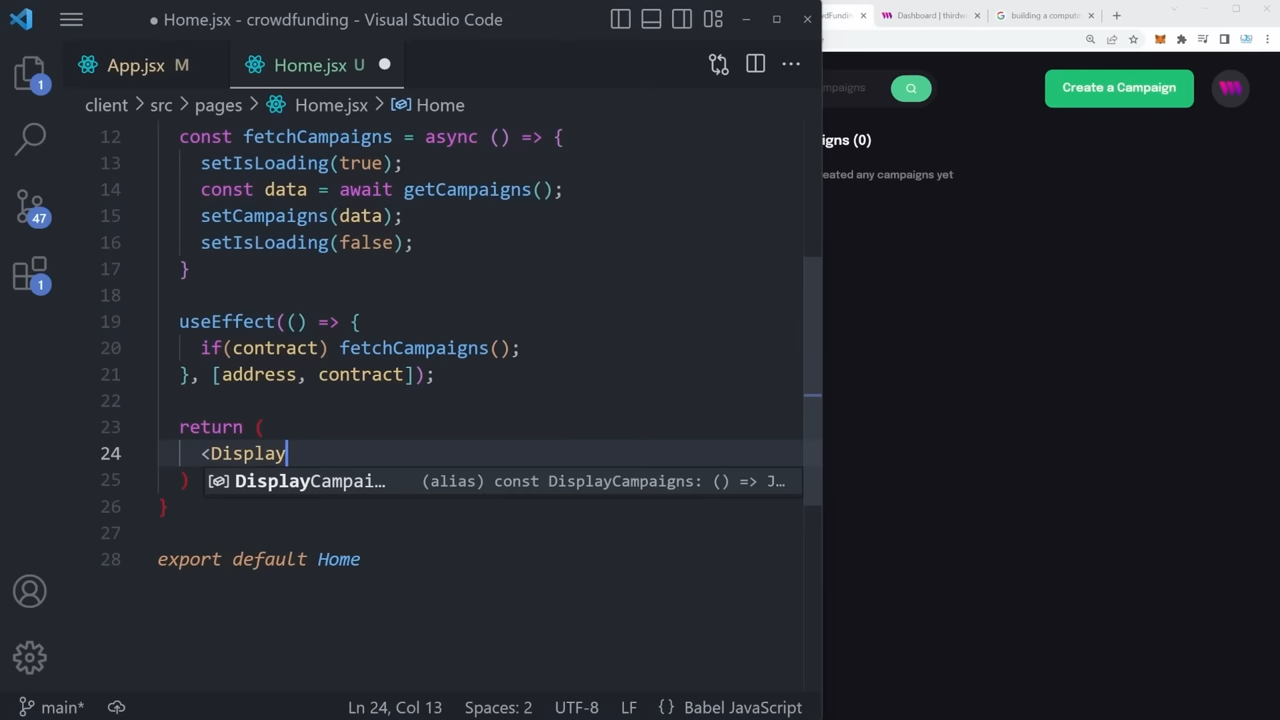 Home.jsx - crowdfunding - Visual Studio Code
App.jsx M
Home.jsx U
client > src > pages > Home.jsx > Home
12 const fetchCampaigns = async () => {
13 setIsLoading(true);
14 const data = await getCampaigns();
15 setCampaigns(data);
16 setIsLoading(false);
17 }
18
19 useEffect(() => {
20 if(contract) fetchCampaigns();
21 }, [address, contract]);
22
23 return (
24 <Display
DisplayCampai… (alias) const DisplayCampaigns: () => J…
25 )
26 }
27
28 export default Home
1
47
1
main* Ln 24, Col 13 Spaces: 2 UTF-8 LF {} Babel JavaScript
Dashboard | thirdw
building a comput
Create a Campaign
aigns (0)
eated any campaigns yet